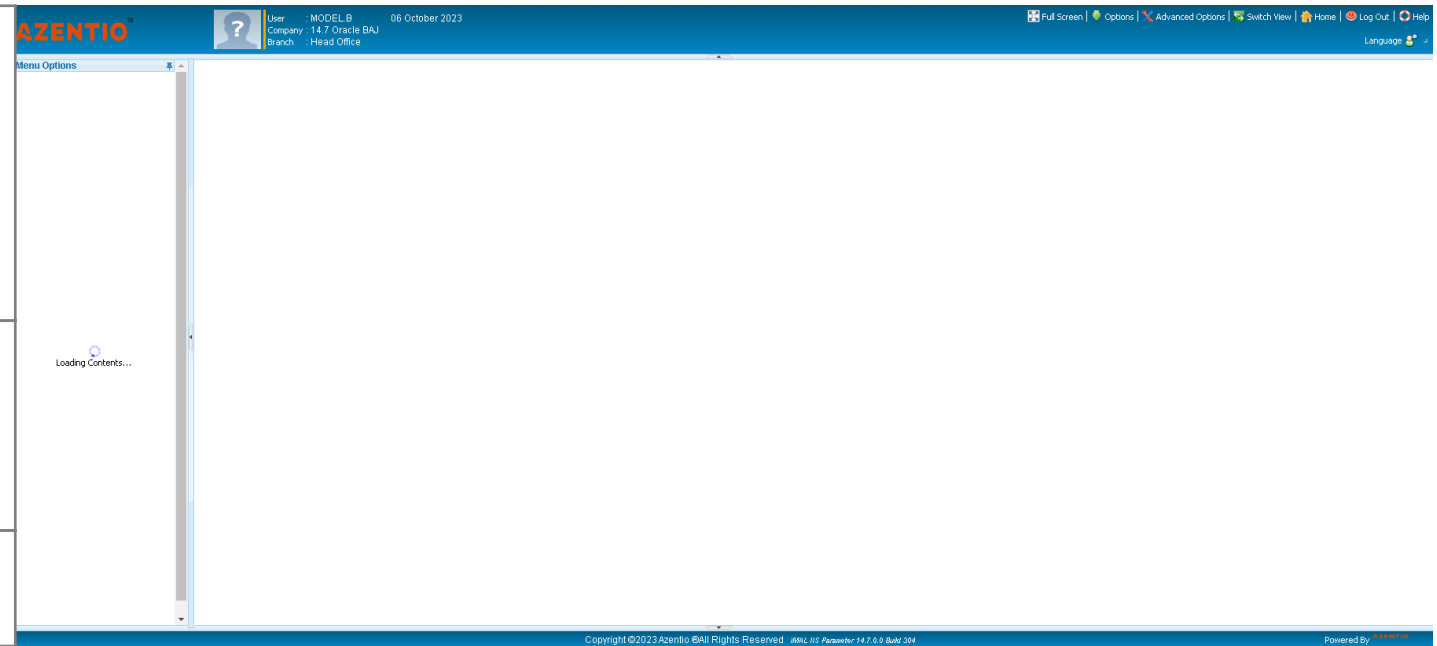 AZENTIO™
User : MODEL.B 06 October 2023
Company : 14.7 Oracle BAJ
Branch : Head Office
Full Screen | Options | Advanced Options | Switch View | Home | Log Out | Help
Language
Menu Options
?
Loading Contents...
Copyright ©2023 Azentio ®All Rights Reserved iMAL IIS Parameter 14.7.0.0 Build 304
Powered By AZENTIO